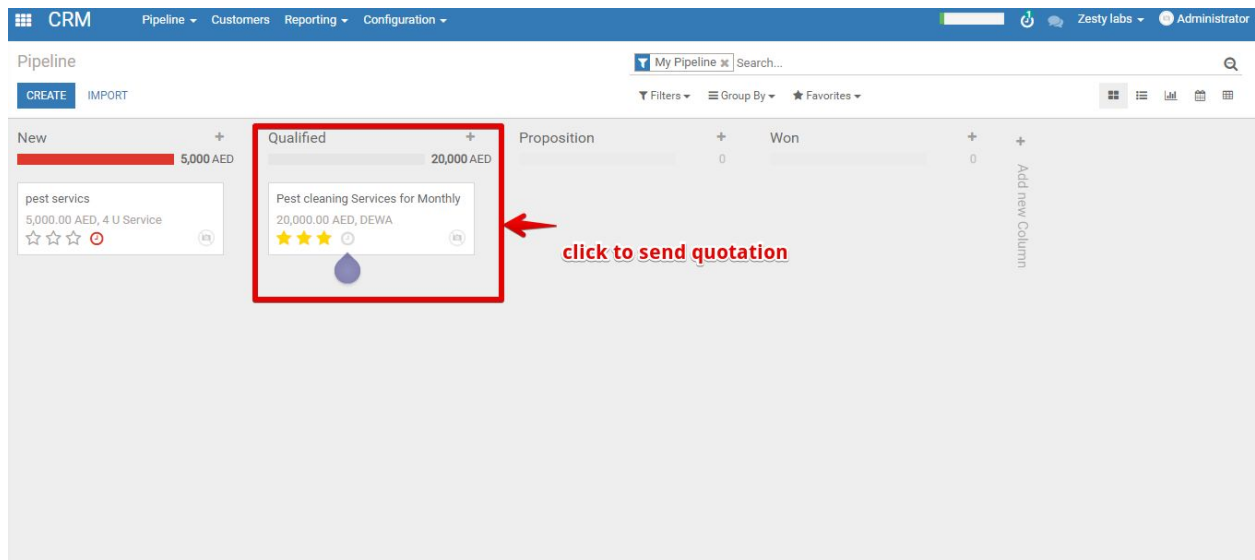 CRM Pipeline Customers Reporting Configuration 1 Zesty labs Administrator
Pipeline
My Pipeline Search...
CREATE IMPORT
Filters Group By Favorites
New +
5,000 AED
pest servics
5,000.00 AED, 4 U Service
Qualified +
20,000 AED
Pest cleaning Services for Monthly
20,000.00 AED, DEWA
click to send quotation
Proposition +
0
Won +
0
+
Add new Column